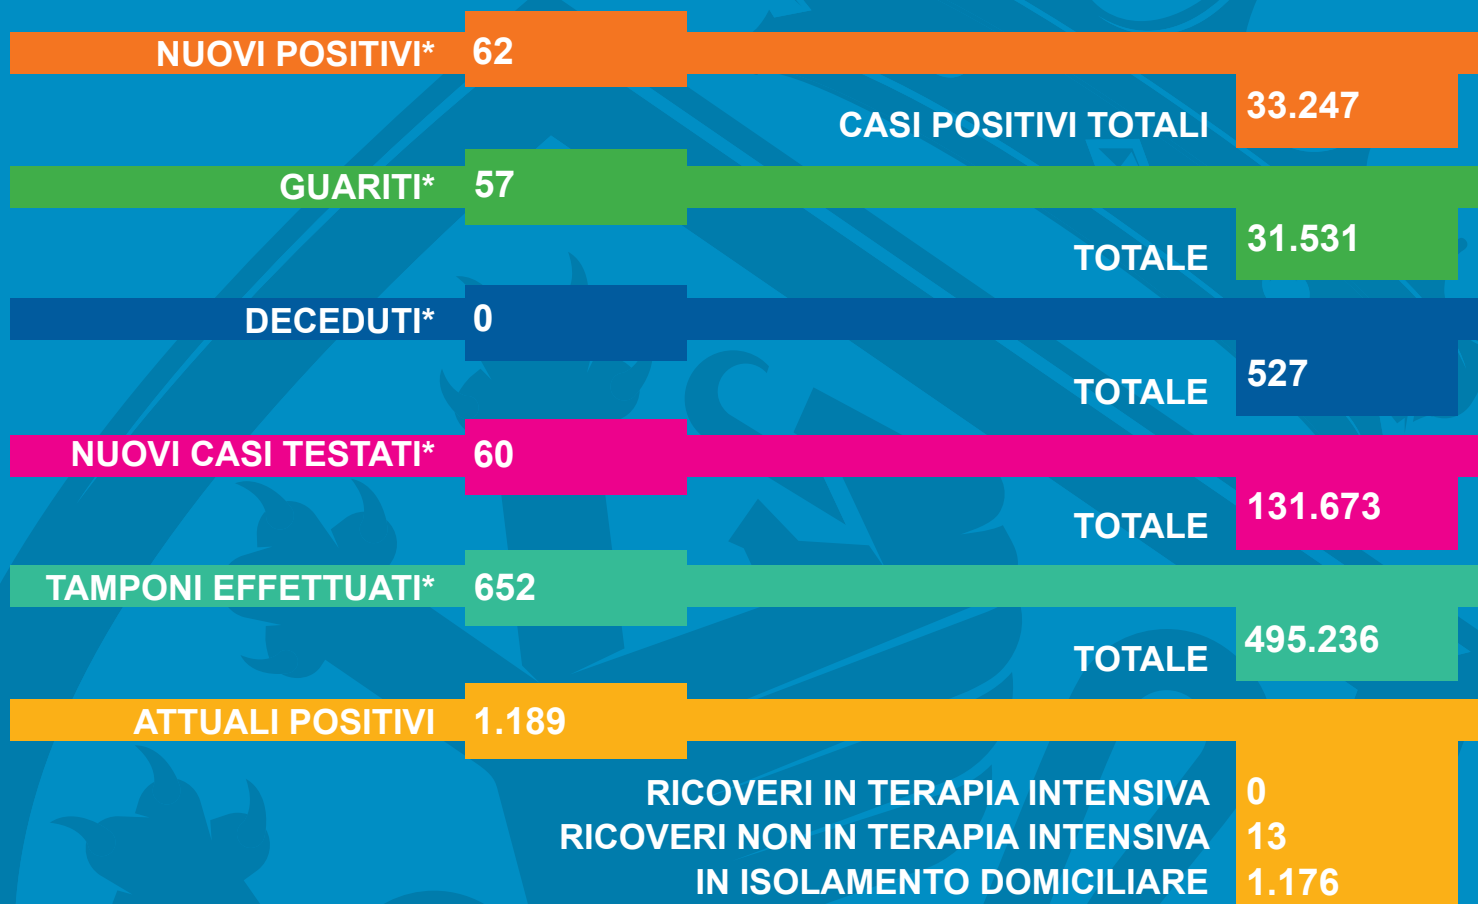 NUOVI POSITIVI* 62
CASI POSITIVI TOTALI 33.247
GUARITI* 57
TOTALE 31.531
DECEDUTI* 0
TOTALE 527
NUOVI CASI TESTATI* 60
TOTALE 131.673
TAMPONI EFFETTUATI* 652
TOTALE 495.236
ATTUALI POSITIVI 1.189
RICOVERI IN TERAPIA INTENSIVA 0
RICOVERI NON IN TERAPIA INTENSIVA 13
IN ISOLAMENTO DOMICILIARE 1.176